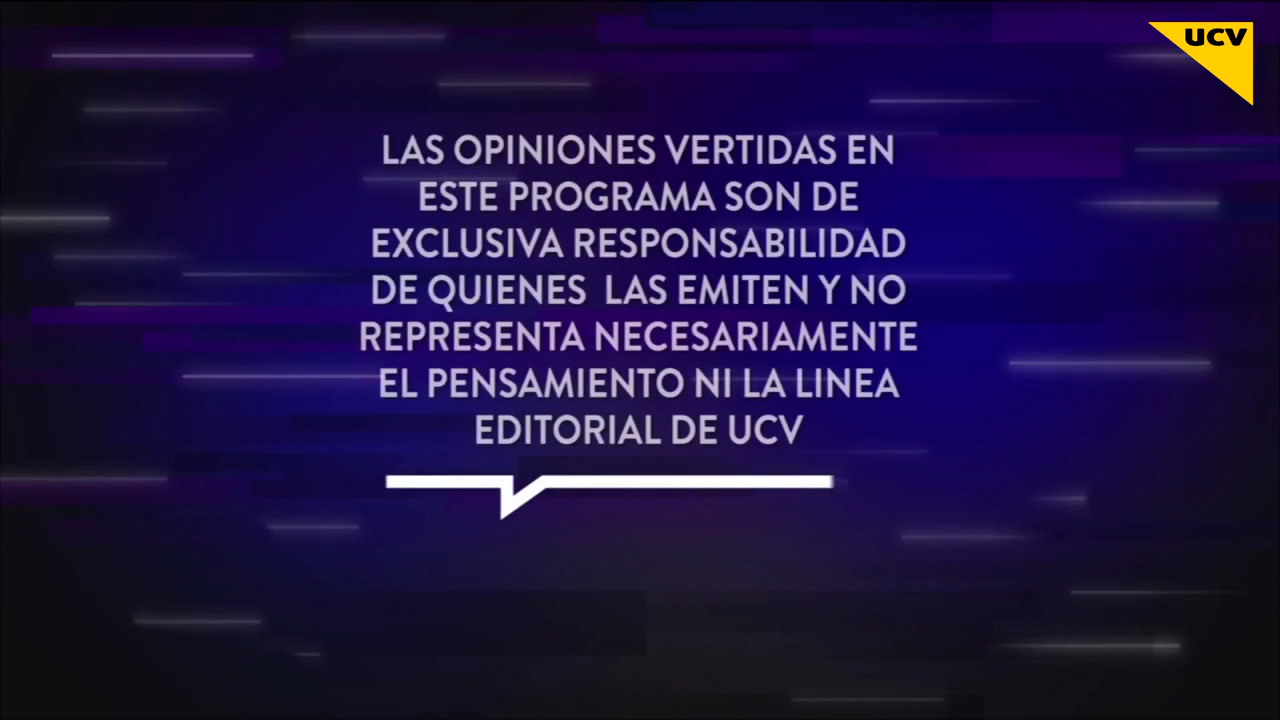 UCV
LAS OPINIONES VERTIDAS EN
ESTE PROGRAMA SON DE
EXCLUSIVA RESPONSABILIDAD
DE QUIENES LAS EMITEN Y NO
REPRESENTA NECESARIAMENTE
EL PENSAMIENTO NI LA LINEA
EDITORIAL DE UCV